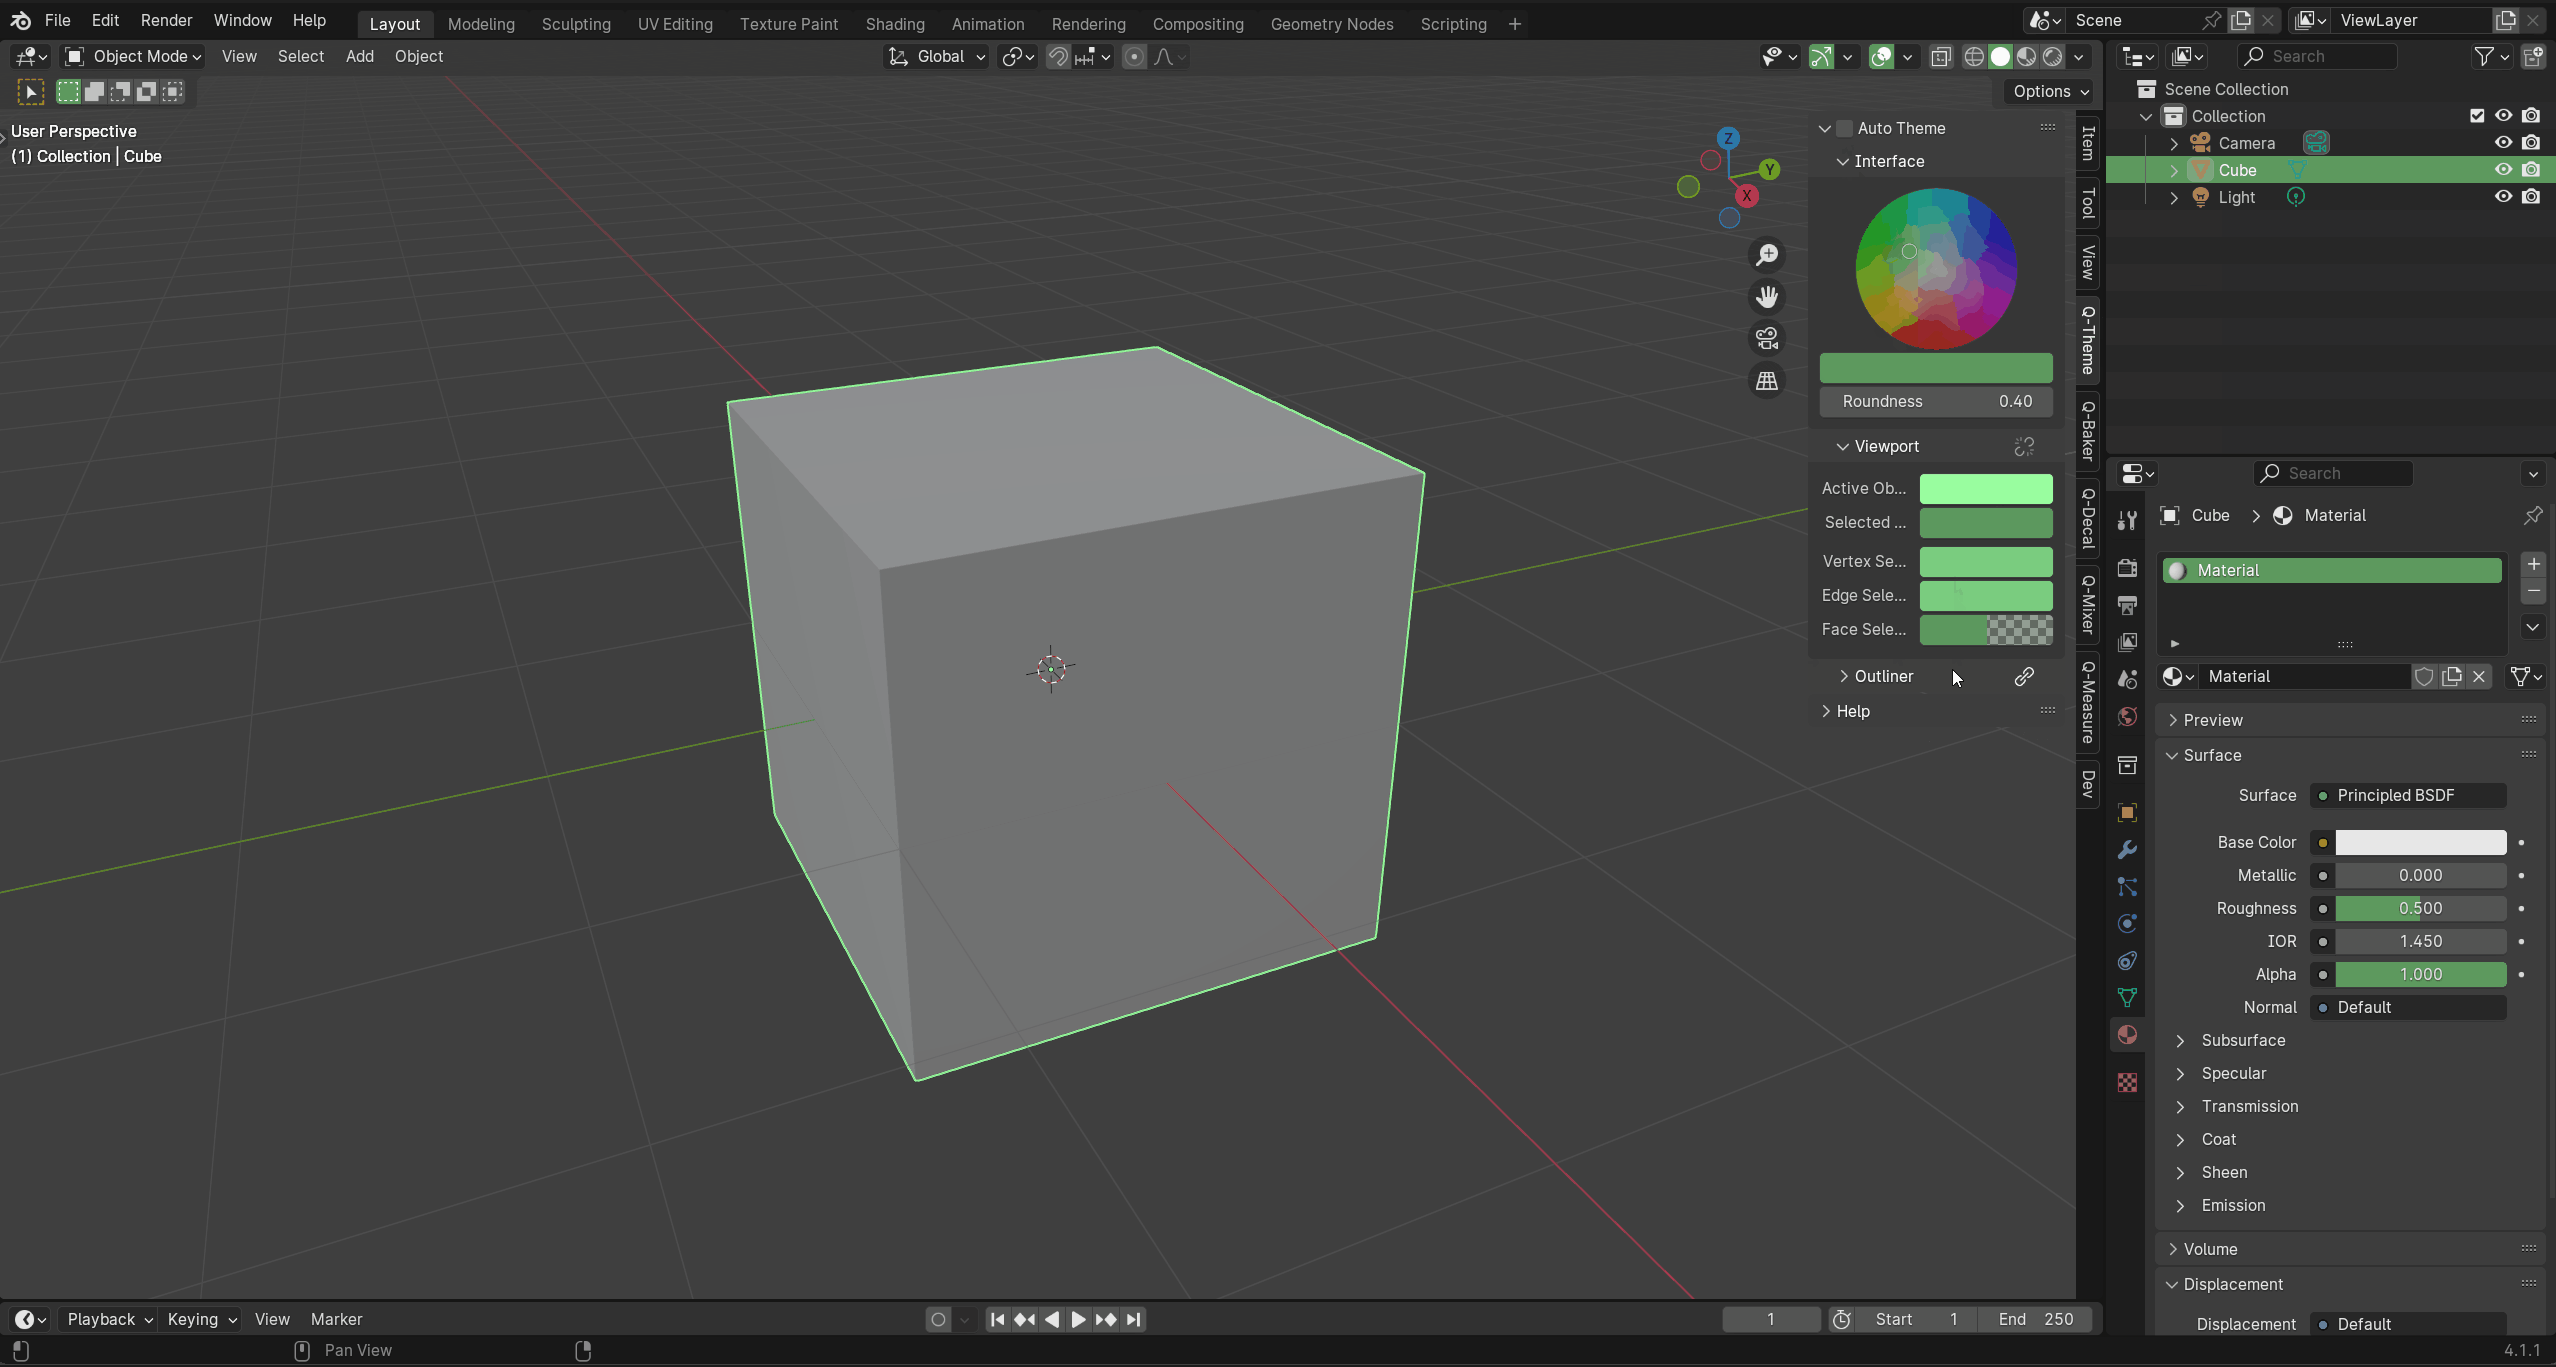 File Edit Render Window Help Layout Modeling Sculpting UV Editing Texture Paint Shading Animation Rendering Compositing Geometry Nodes Scripting Scene ViewLayer
Object Mode View Select Add Object Global Search
Options
User Perspective
(1) Collection | Cube
Z
Y
X
Auto Theme
Interface
Roundness 0.40
Viewport
Active Ob...
Selected ...
Vertex Se...
Edge Sele...
Face Sele...
Outliner
Help
Item
Tool
View
Q-Theme
Q-Baker
Q-Decal
Q-Mixer
Q-Measure
Dev
Scene Collection
Collection
Camera
Cube
Light
Search
Cube Material
Material
Material
Preview
Surface
Surface Principled BSDF
Base Color
Metallic 0.000
Roughness 0.500
IOR 1.450
Alpha 1.000
Normal Default
Subsurface
Specular
Transmission
Coat
Sheen
Emission
Volume
Displacement
Displacement Default
Playback Keying View Marker 1 Start 1 End 250
Pan View 4.1.1